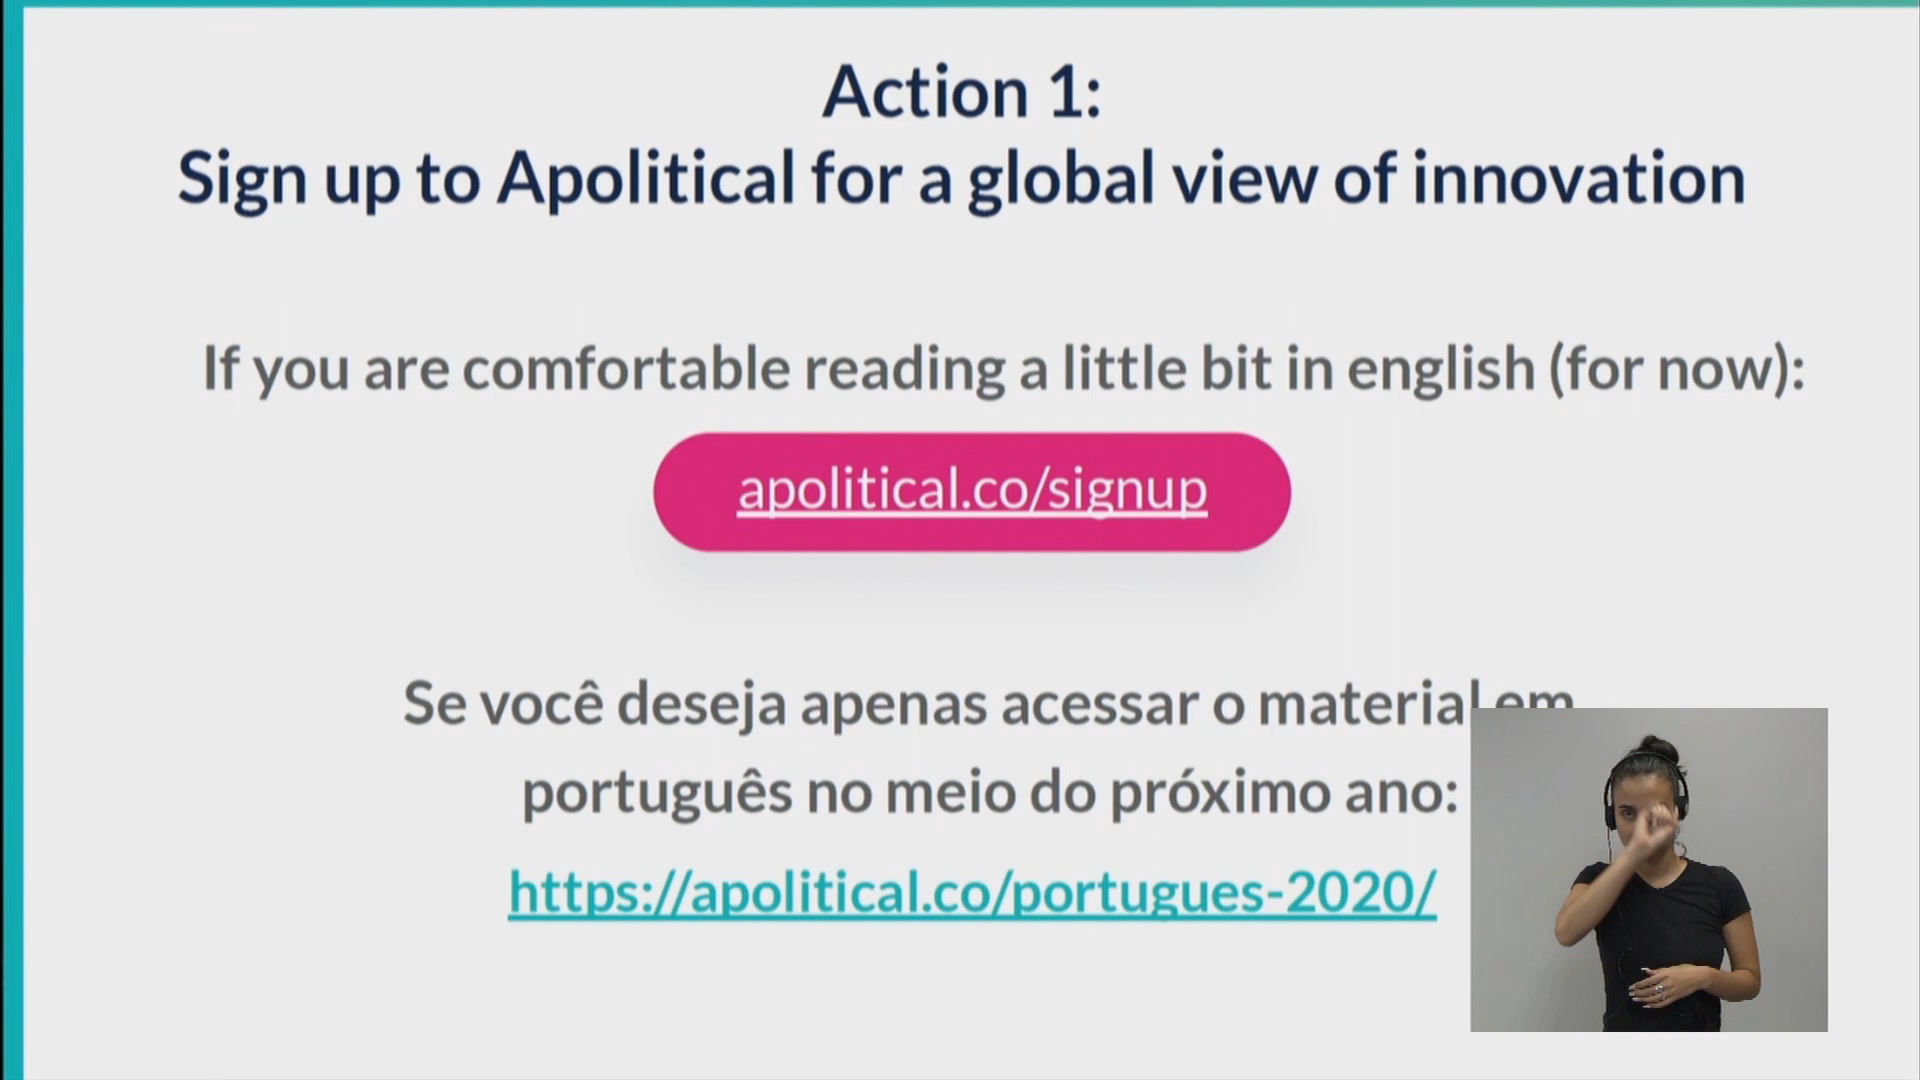 Action 1:
Sign up to Apolitical for a global view of innovation
If you are comfortable reading a little bit in english (for now):
apolitical.co/signup
Se você deseja apenas acessar o material em
português no meio do próximo ano:
https://apolitical.co/portugues-2020/